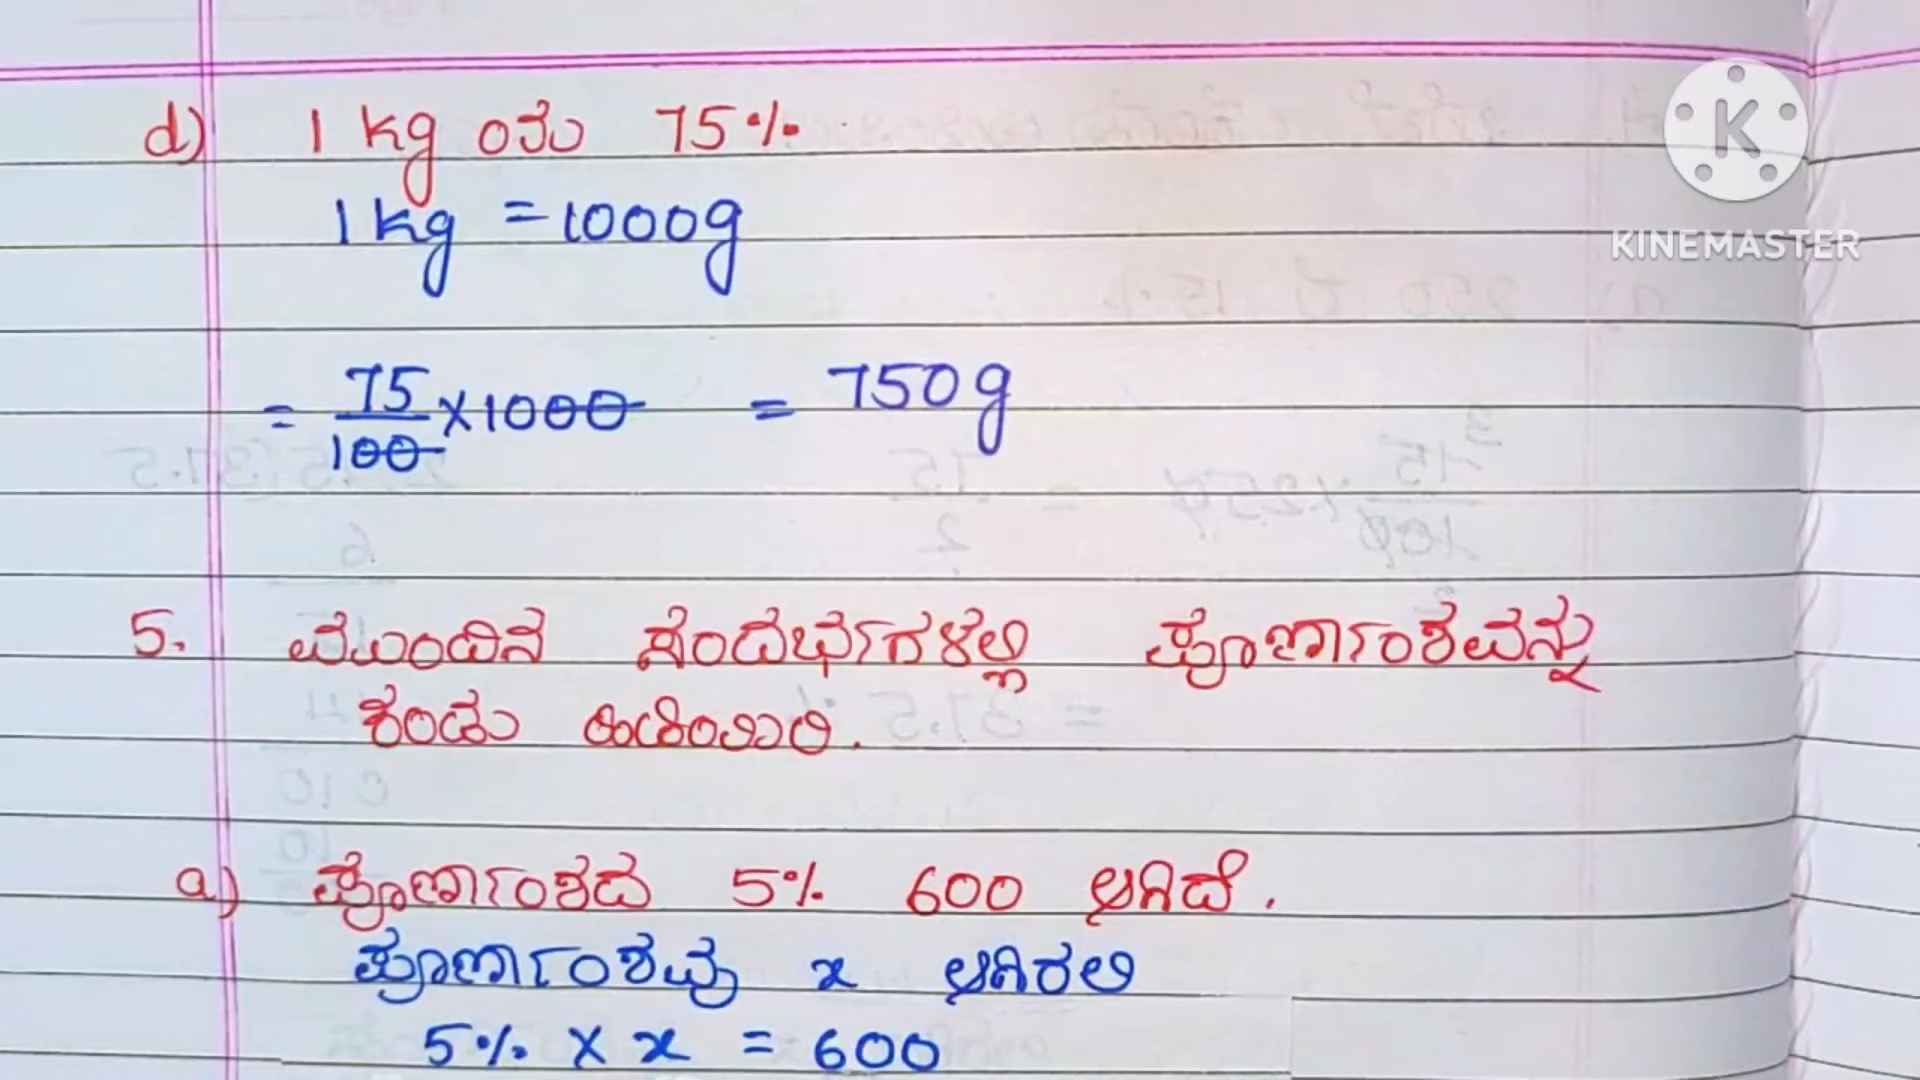 d) 1 kg ರ 75%
1 kg = 1000g
= 75/100 × 1000 = 750g
5. ಮುಂದಿನ ಸಂದರ್ಭಗಳಲ್ಲಿ ಪೂರ್ಣಾಂಶವನ್ನು
ಕಂಡು ಹಿಡಿಯಿರಿ.
a) ಪೂರ್ಣಾಂಶದ 5% 600 ಆಗಿದೆ.
ಪೂರ್ಣಾಂಶವು x ಆಗಿರಲಿ
5% × x = 600
K
KINEMASTER